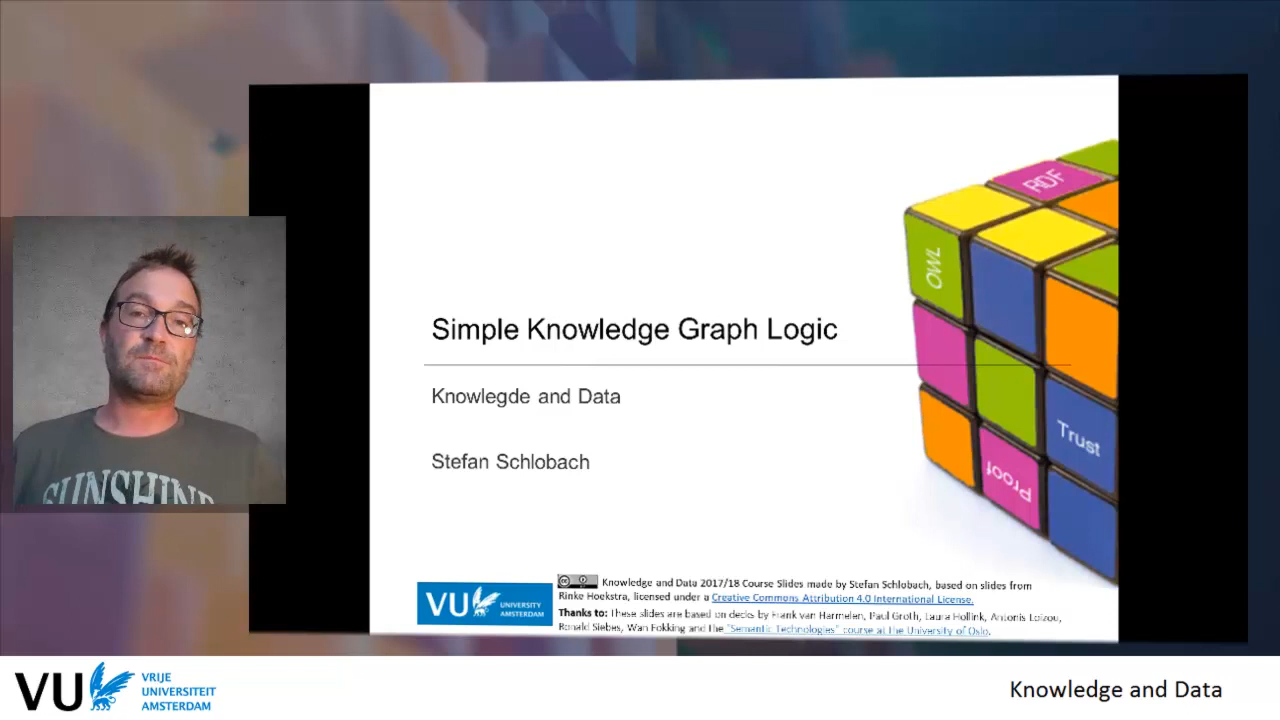 RDF
OWL
Trust
Proof
Simple Knowledge Graph Logic
Knowlegde and Data
Stefan Schlobach
SUNSHINE
VU UNIVERSITY
AMSTERDAM
Knowledge and Data 2017/18 Course Slides made by Stefan Schlobach, based on slides from
Rinke Hoekstra, licensed under a Creative Commons Attribution 4.0 International License.
Thanks to: These slides are based on decks by Frank van Harmelen, Paul Groth, Laura Hollink, Antonis Loizou,
Ronald Siebes, Wan Fokking and the "Semantic Technologies" course at the University of Oslo.
VU VRIJE
UNIVERSITEIT
AMSTERDAM
Knowledge and Data